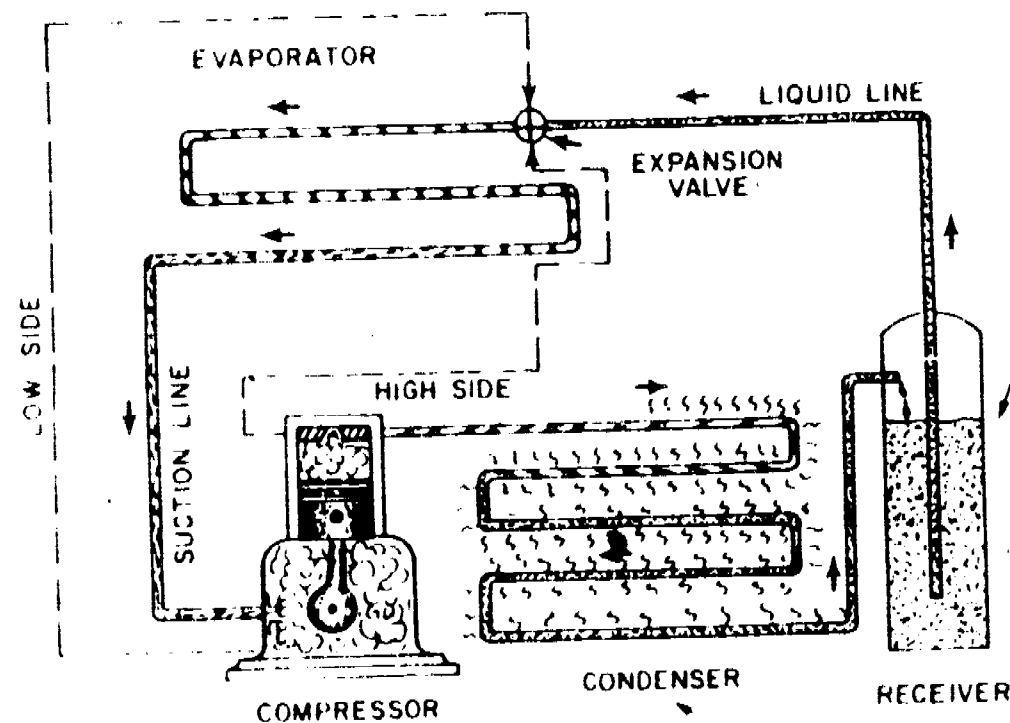 EVAPORATOR
LIQUID LINE
EXPANSION
VALVE
LOW SIDE
SUCTION LINE
HIGH SIDE
COMPRESSOR
CONDENSER
RECEIVER